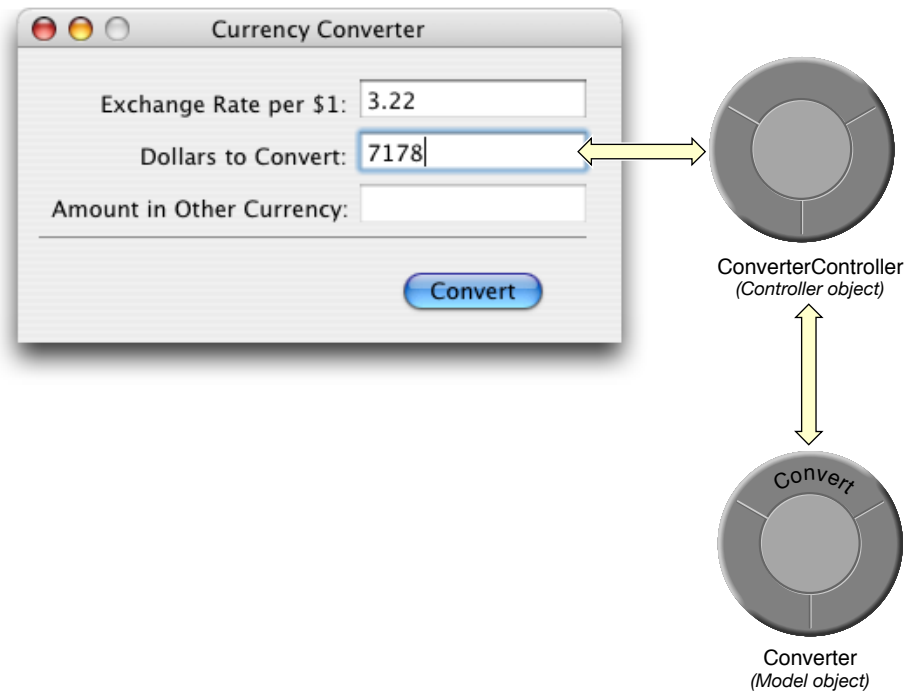 Currency Converter
Exchange Rate per $1: 3.22
Dollars to Convert: 7178
Amount in Other Currency:
Convert
ConverterController
(Controller object)
Convert
Converter
(Model object)